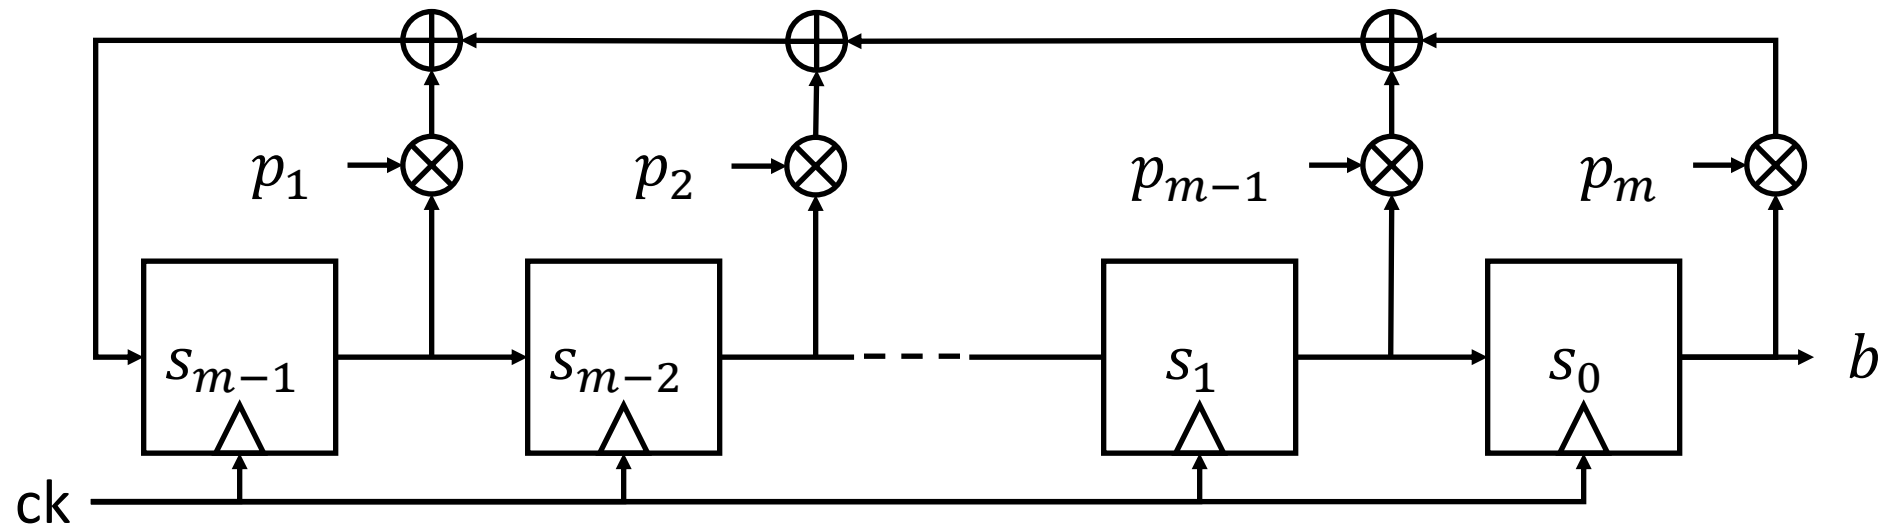 p₁ p₂ pₘ₋₁ pₘ
sₘ₋₁ sₘ₋₂ s₁ s₀ b
ck